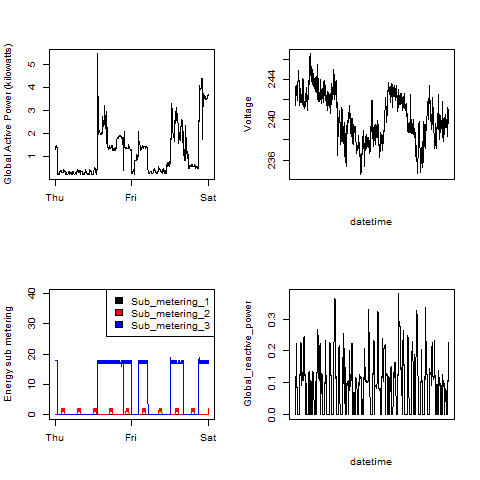 Global Active Power (kilowatts)
1 2 3 4 5
Thu Fri Sat
Voltage
236 240 244
datetime
Energy sub metering
0 10 20 30 40
Sub_metering_1
Sub_metering_2
Sub_metering_3
Thu Fri Sat
Global_reactive_power
0.0 0.1 0.2 0.3
datetime